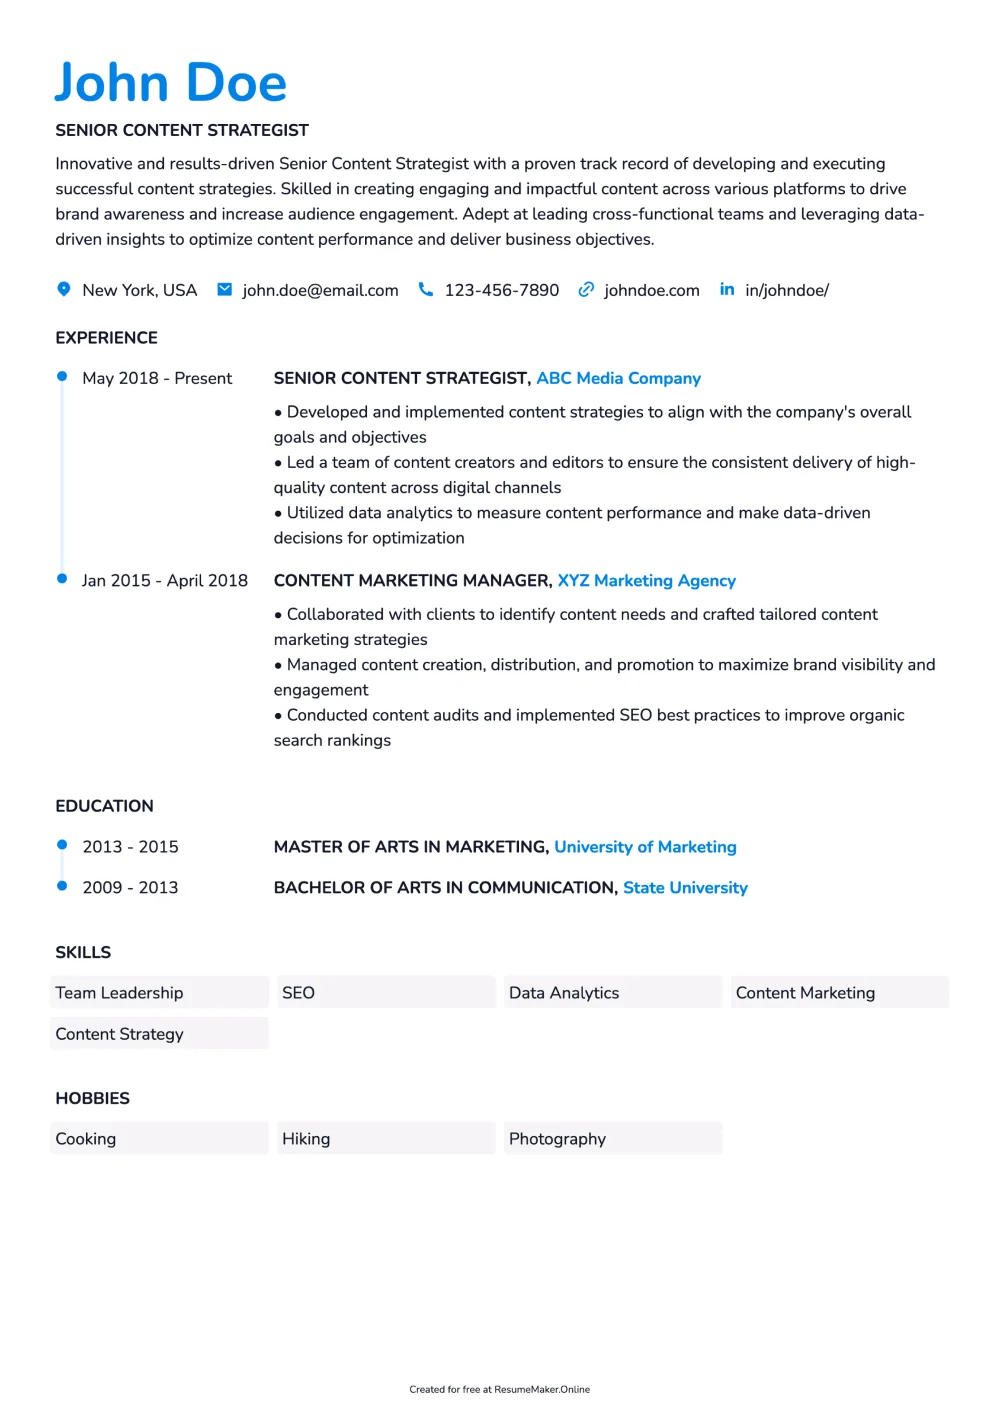 John Doe
SENIOR CONTENT STRATEGIST
Innovative and results-driven Senior Content Strategist with a proven track record of developing and executing
successful content strategies. Skilled in creating engaging and impactful content across various platforms to drive
brand awareness and increase audience engagement. Adept at leading cross-functional teams and leveraging data-
driven insights to optimize content performance and deliver business objectives.
New York, USA john.doe@email.com 123-456-7890 johndoe.com in in/johndoe/
EXPERIENCE
May 2018 - Present SENIOR CONTENT STRATEGIST, ABC Media Company
• Developed and implemented content strategies to align with the company's overall
goals and objectives
• Led a team of content creators and editors to ensure the consistent delivery of high-
quality content across digital channels
• Utilized data analytics to measure content performance and make data-driven
decisions for optimization
Jan 2015 - April 2018 CONTENT MARKETING MANAGER, XYZ Marketing Agency
• Collaborated with clients to identify content needs and crafted tailored content
marketing strategies
• Managed content creation, distribution, and promotion to maximize brand visibility and
engagement
• Conducted content audits and implemented SEO best practices to improve organic
search rankings
EDUCATION
2013 - 2015 MASTER OF ARTS IN MARKETING, University of Marketing
2009 - 2013 BACHELOR OF ARTS IN COMMUNICATION, State University
SKILLS
Team Leadership SEO Data Analytics Content Marketing
Content Strategy
HOBBIES
Cooking Hiking Photography
Created for free at ResumeMaker.Online